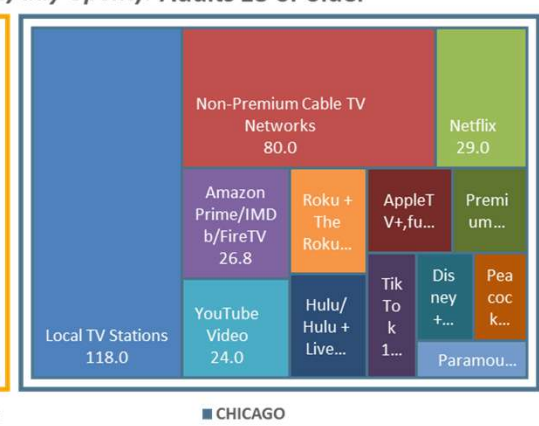 Adults 25 or Older
Non-Premium Cable TV
Networks
80.0
Netflix
29.0
Amazon
Prime/IMD
b/FireTV
26.8
Roku +
The
Roku...
AppleT
V+,fu...
Premi
um...
Local TV Stations
118.0
YouTube
Video
24.0
Hulu/
Hulu +
Live...
Tik
To
k
1...
Dis
ney
+...
Pea
coc
k...
Paramou...
CHICAGO